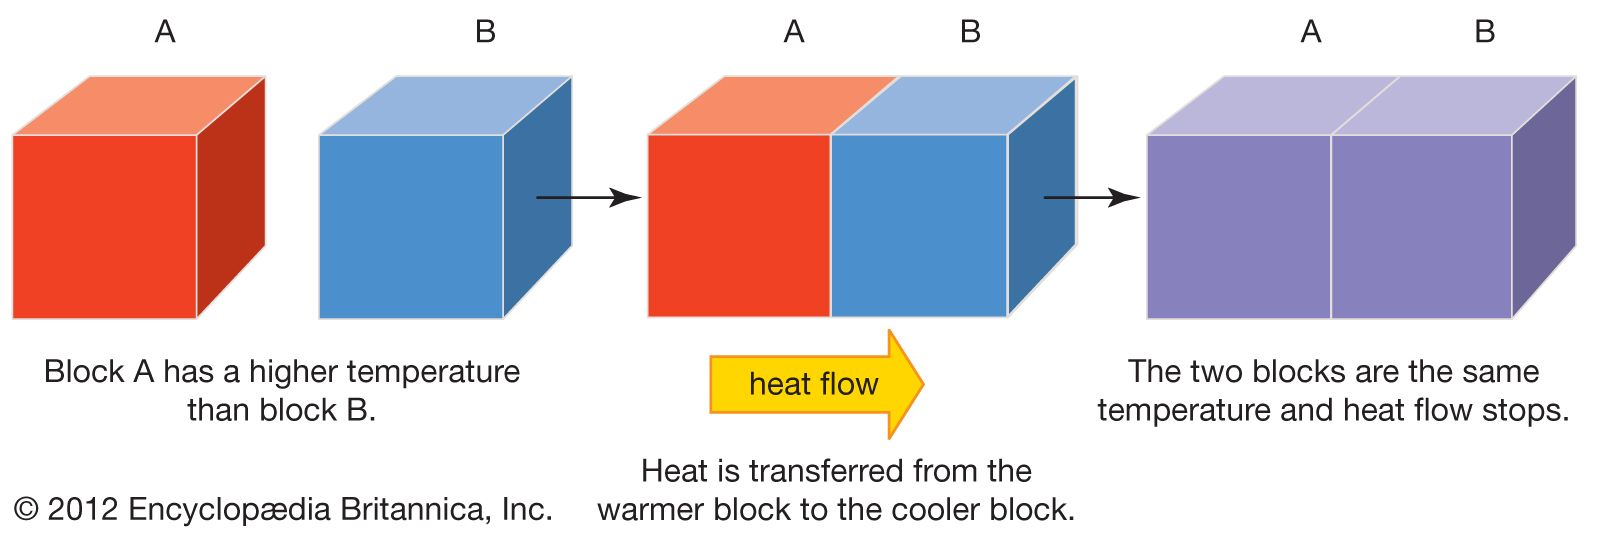 A
B
A
B
A
B
Block A has a higher temperature
than block B.
heat flow
Heat is transferred from the
warmer block to the cooler block.
The two blocks are the same
temperature and heat flow stops.
© 2012 Encyclopædia Britannica, Inc.